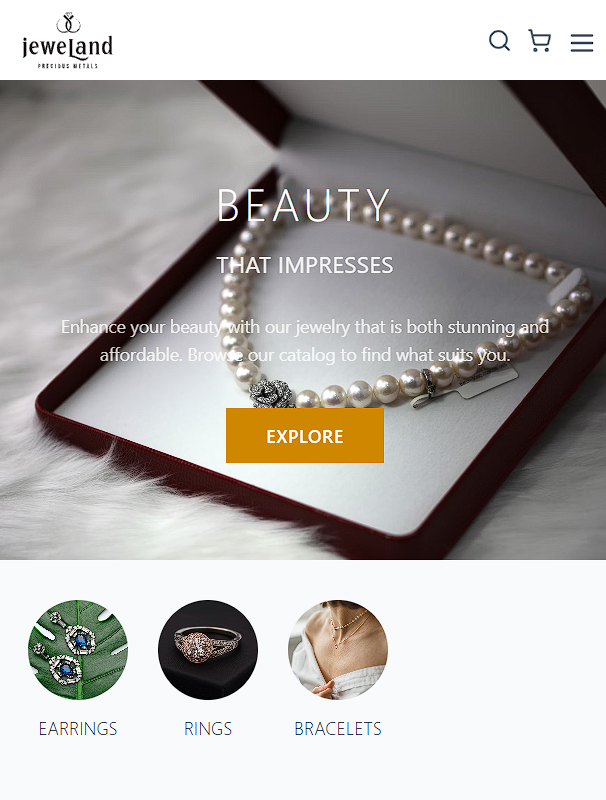 jeweLand
PRECIOUS METALS
BEAUTY
THAT IMPRESSES
Enhance your beauty with our jewelry that is both stunning and
affordable. Browse our catalog to find what suits you.
EXPLORE
EARRINGS
RINGS
BRACELETS